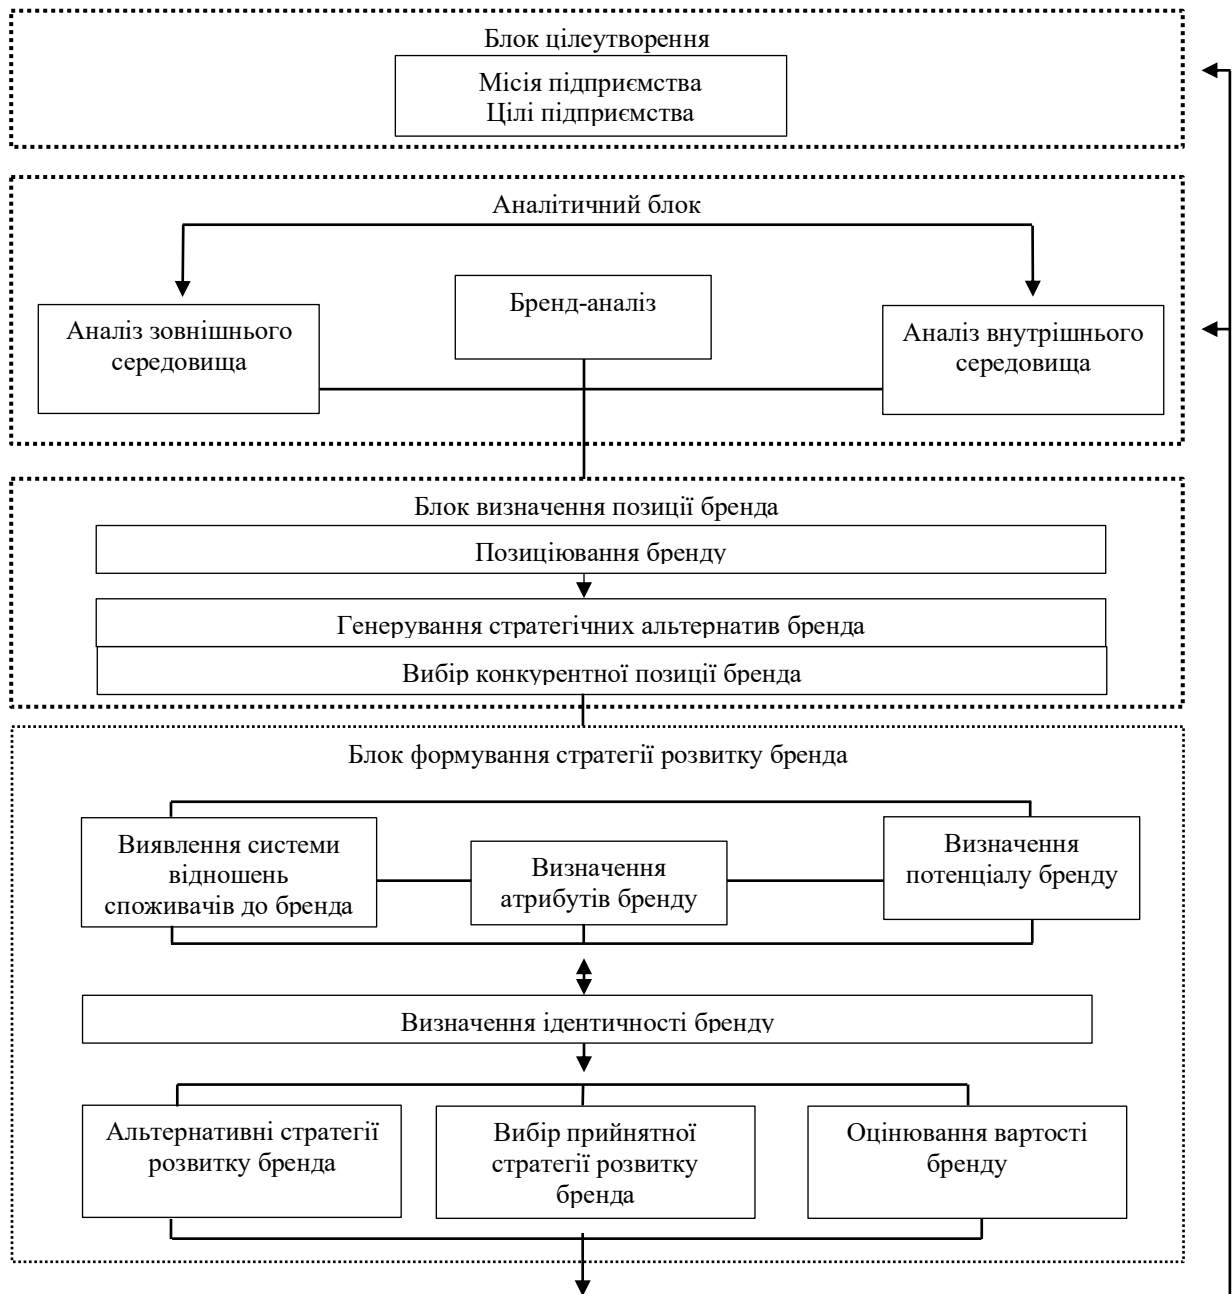 Блок цілеутворення
Місія підприємства
Цілі підприємства
Аналітичний блок
Аналіз зовнішнього
середовища
Бренд-аналіз
Аналіз внутрішнього
середовища
Блок визначення позиції бренда
Позиціювання бренду
Генерування стратегічних альтернатив бренда
Вибір конкурентної позиції бренда
Блок формування стратегії розвитку бренда
Виявлення системи
відношень
споживачів до бренда
Визначення
атрибутів бренду
Визначення
потенціалу бренду
Визначення ідентичності бренду
Альтернативні стратегії
розвитку бренда
Вибір прийнятної
стратегії розвитку
бренда
Оцінювання вартості
бренду